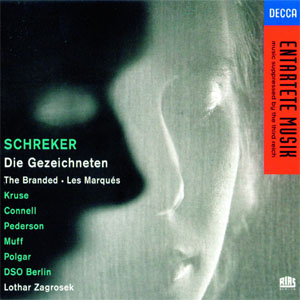 DECCA
ENTARTETE MUSIK
music suppressed by the third reich
SCHREKER
Die Gezeichneten
The Branded · Les Marqués
Kruse
Connell
Pederson
Muff
Polgar
DSO Berlin
Lothar Zagrosek
RIAS